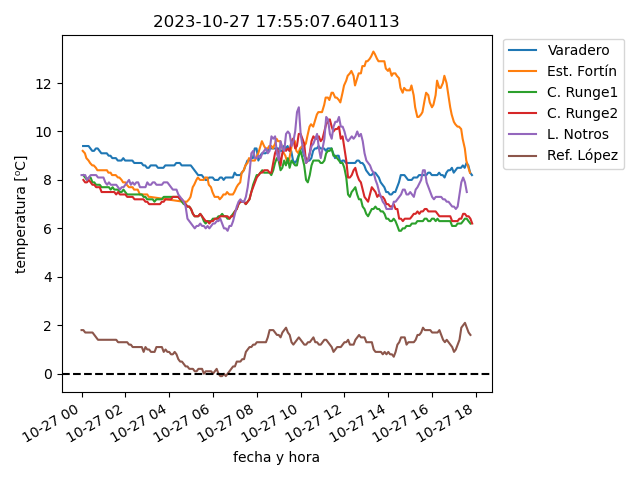 2023-10-27 17:55:07.640113
temperatura [ºC]
12
10
8
6
4
2
0
10-27 00
10-27 02
10-27 04
10-27 06
10-27 08
10-27 10
10-27 12
10-27 14
10-27 16
10-27 18
fecha y hora
Varadero
Est. Fortín
C. Runge1
C. Runge2
L. Notros
Ref. López